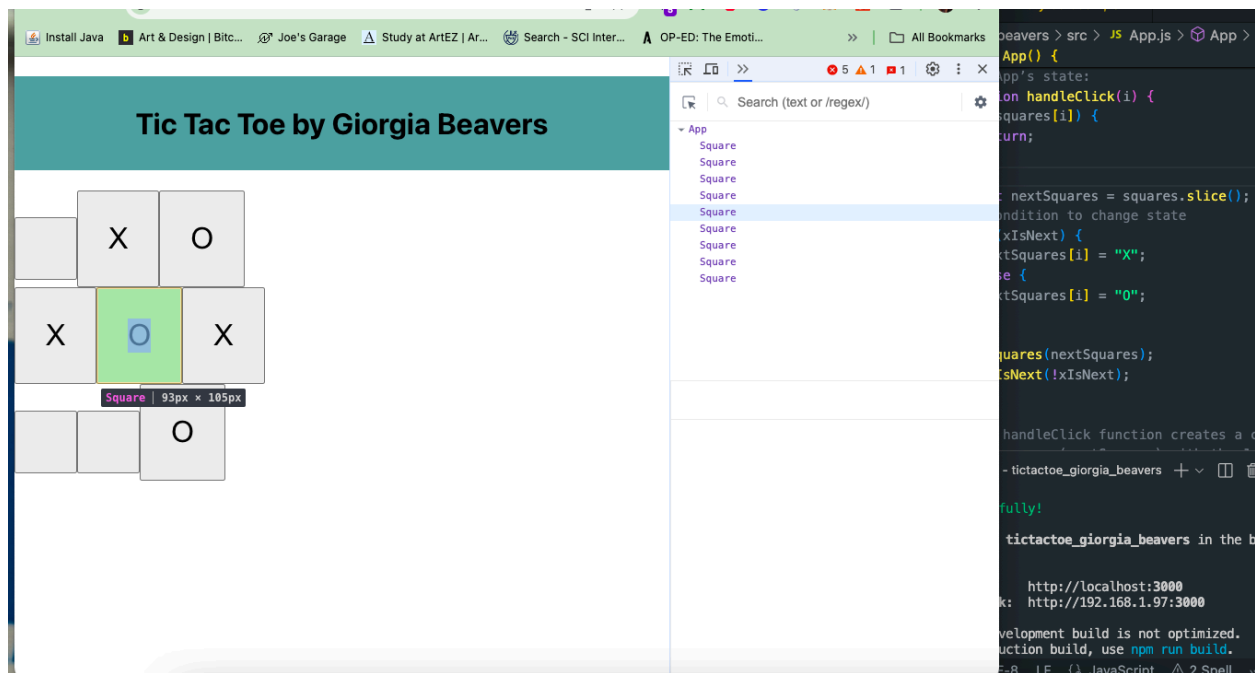 Install Java Art & Design | Bitc... Joe's Garage Study at ArtEZ | Ar... Search - SCI Inter... OP-ED: The Emoti... » All Bookmarks
Tic Tac Toe by Giorgia Beavers
X O
X O X
Square | 93px × 105px
O
» 5 1 1
Search (text or /regex/)
App
Square
Square
Square
Square
Square
Square
Square
Square
Square
beavers > src > JS App.js > App >
App() {
App's state:
on handleClick(i) {
squares[i]) {
urn;
nextSquares = squares.slice();
ondition to change state
xIsNext) {
xtSquares[i] = "X";
se {
xtSquares[i] = "O";
quares(nextSquares);
sNext(!xIsNext);
handleClick function creates a
- tictactoe_giorgia_beavers
fully!
tictactoe_giorgia_beavers in the b
http://localhost:3000
k: http://192.168.1.97:3000
velopment build is not optimized.
uction build, use npm run build.
F-8 LF {} JavaScript 2 Spell